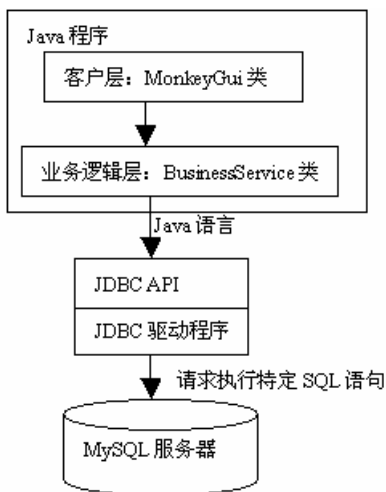 Java 程序
客户层：MonkeyGui 类
业务逻辑层：BusinessService 类
Java 语言
JDBC API
JDBC 驱动程序
请求执行特定 SQL 语句
MySQL 服务器